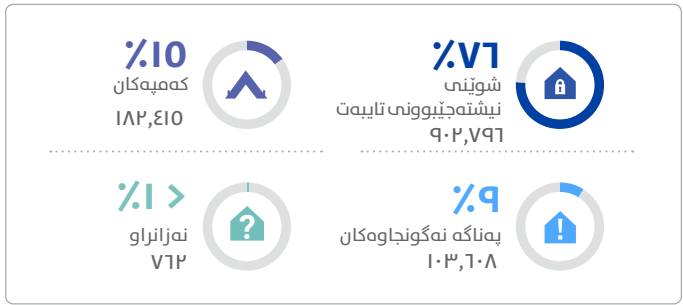 ٪٧٦
شوێنی
نیشتەجێبوونی تایبەت
٩٠٢,٧٩٦
٪١٥
کەمپەکان
١٨٢,٤١٥
٪٩
پەناگە نەگونجاوەکان
١٠٣,٦٠٨
< ٪١
نەزانراو
٧٦٢